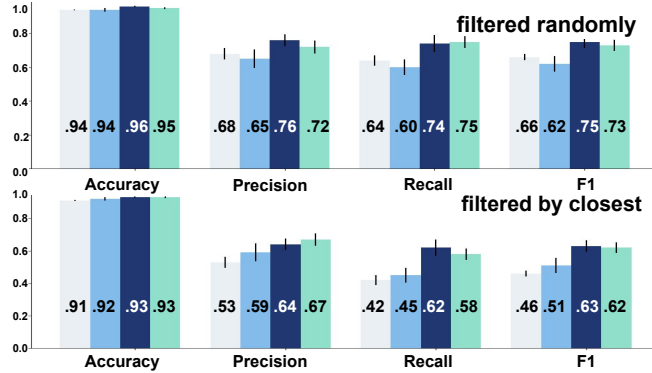 filtered randomly
1.0
0.8
0.6
0.4
0.2
0.0
.94 .94 .96 .95 .68 .65 .76 .72 .64 .60 .74 .75 .66 .62 .75 .73
Accuracy Precision Recall F1
filtered by closest
1.0
0.8
0.6
0.4
0.2
0.0
.91 .92 .93 .93 .53 .59 .64 .67 .42 .45 .62 .58 .46 .51 .63 .62
Accuracy Precision Recall F1